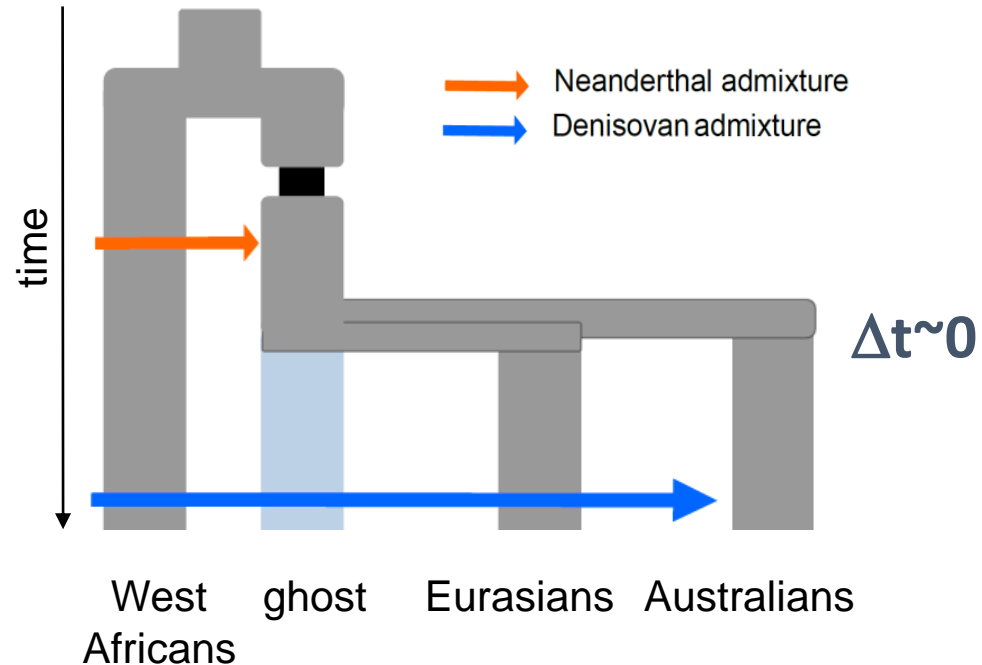 Neanderthal admixture
Denisovan admixture
time
Δt~0
West ghost Eurasians Australians
Africans